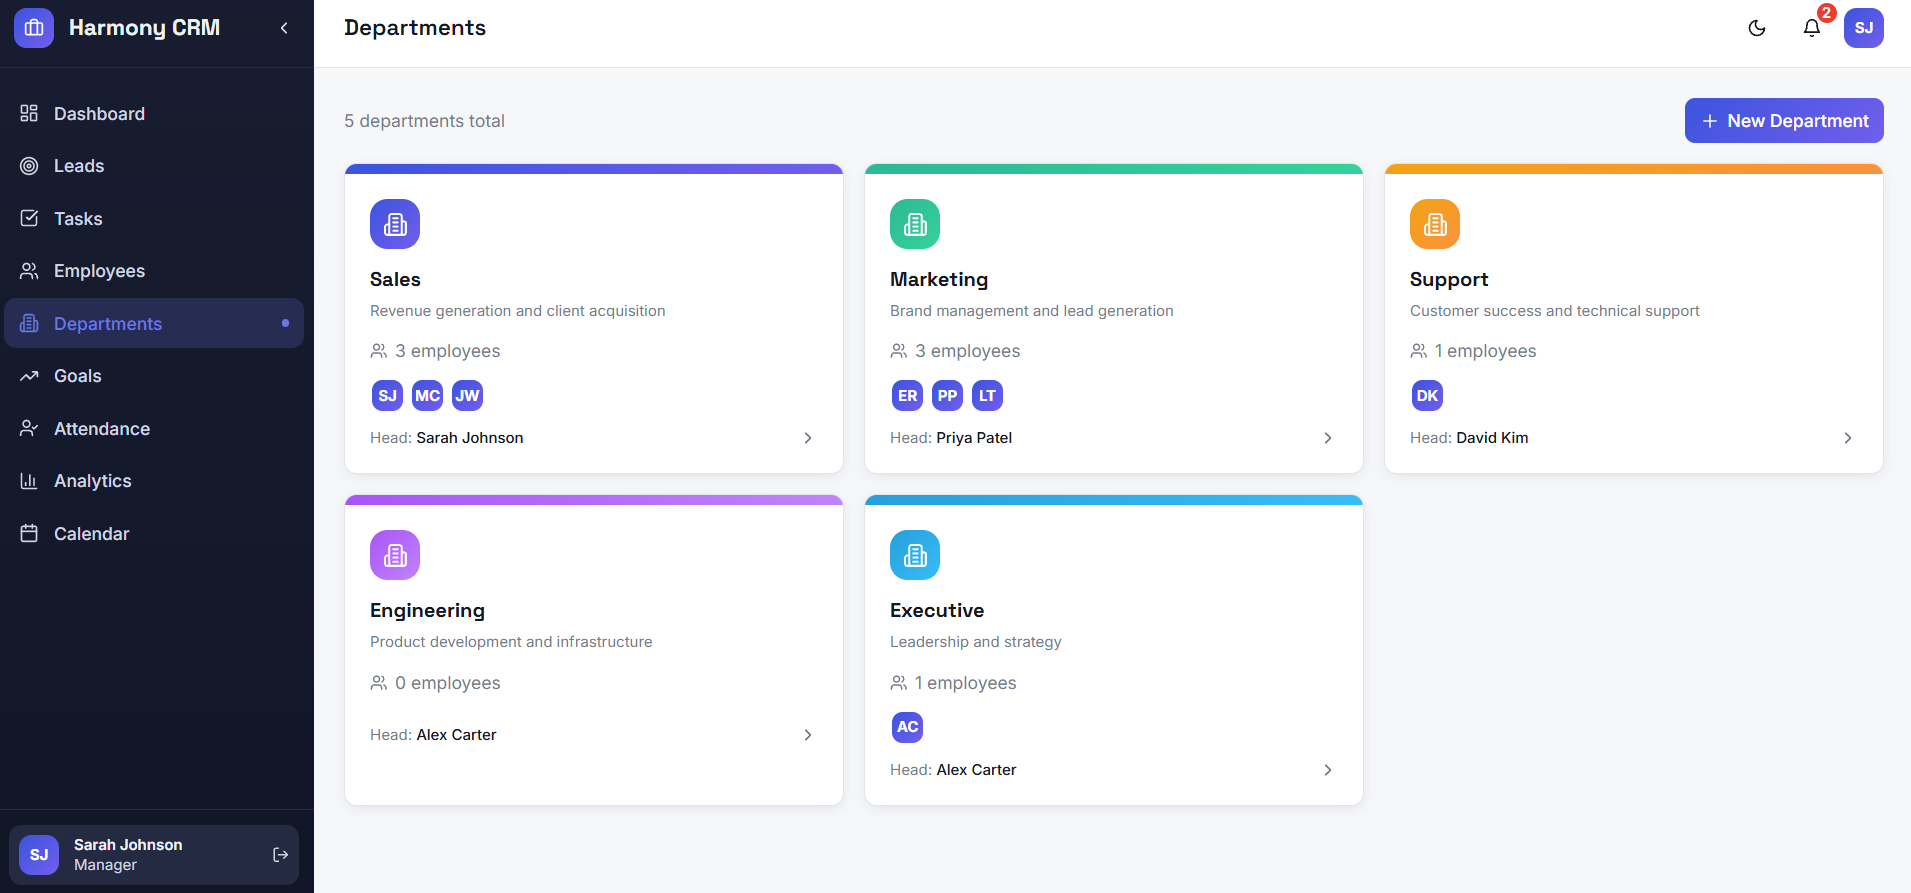 Harmony CRM
Dashboard
Leads
Tasks
Employees
Departments
Goals
Attendance
Analytics
Calendar
SJ
Sarah Johnson
Manager
Departments
2
SJ
5 departments total
New Department
Sales
Revenue generation and client acquisition
3 employees
SJ MC JW
Head: Sarah Johnson
Marketing
Brand management and lead generation
3 employees
ER PP LT
Head: Priya Patel
Support
Customer success and technical support
1 employees
DK
Head: David Kim
Engineering
Product development and infrastructure
0 employees
Head: Alex Carter
Executive
Leadership and strategy
1 employees
AC
Head: Alex Carter